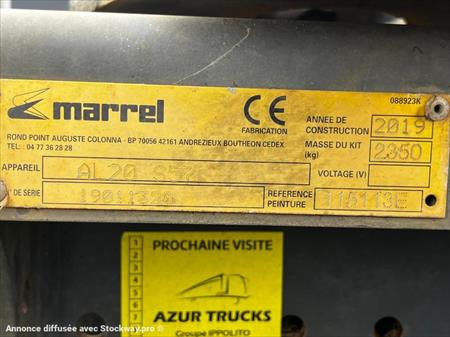 marrel
CE
FABRICATION
088923K
ANNEE DE CONSTRUCTION 2019
ROND POINT AUGUSTE COLONNA - BP 70056 42161 ANDREZIEUX BOUTHEON CEDEX
TEL : 04 77 36 28 28
MASSE DU KIT (kg) 2350
APPAREIL AL20
VOLTAGE (V)
DE SERIE
REFERENCE PEINTURE
PROCHAINE VISITE
1
2
3
4
5
6
7
AZUR TRUCKS
Groupe IPPOLITO
Annonce diffusée avec Stockway.pro ®